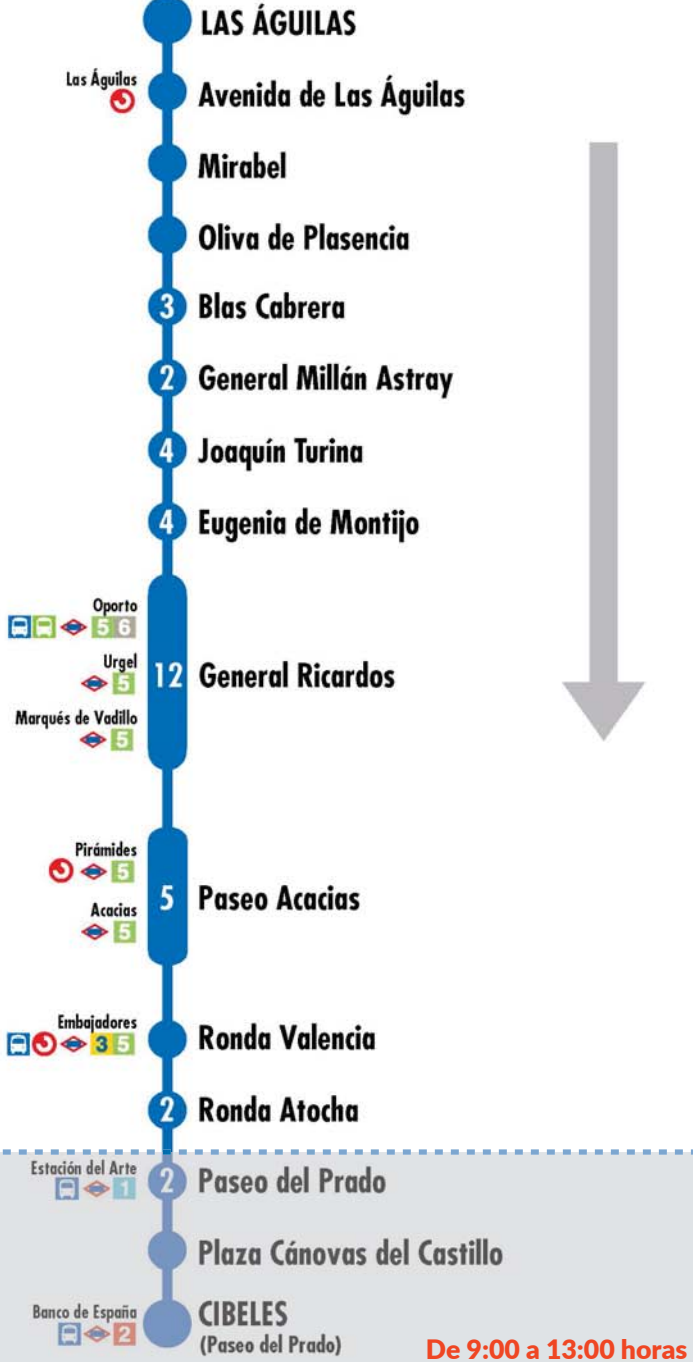 LAS ÁGUILAS
Las Águilas
Avenida de Las Águilas
Mirabel
Oliva de Plasencia
3 Blas Cabrera
2 General Millán Astray
4 Joaquín Turina
4 Eugenia de Montijo
Oporto
5 6
Urgel
5
12 General Ricardos
Marqués de Vadillo
5
Pirámides
5
5 Paseo Acacias
Acacias
5
Embajadores
3 5
Ronda Valencia
2 Ronda Atocha
Estación del Arte
1
2 Paseo del Prado
Plaza Cánovas del Castillo
Banco de España
2
CIBELES
(Paseo del Prado)
De 9:00 a 13:00 horas